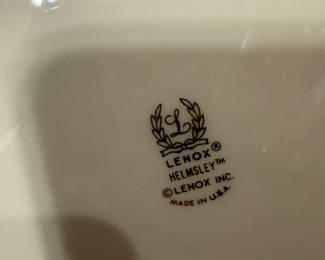 L
LENOX®
HELMSLEY™
© LENOX INC.
MADE IN U.S.A.